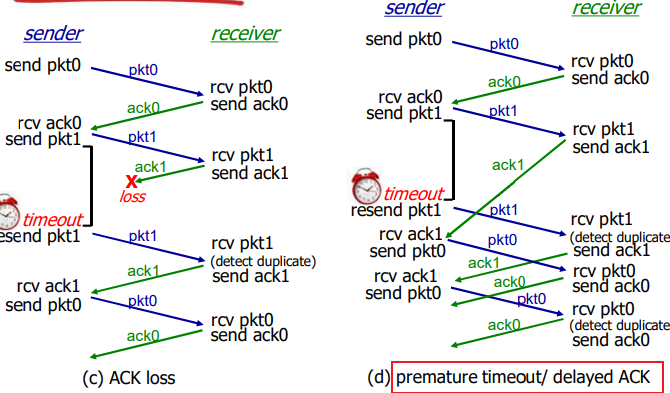 sender
receiver
send pkt0
pkt0
rcv pkt0
send ack0
ack0
rcv ack0
send pkt1
pkt1
rcv pkt1
send ack1
ack1
X
loss
timeout
resend pkt1
pkt1
rcv pkt1
(detect duplicate)
send ack1
ack1
rcv ack1
send pkt0
pkt0
rcv pkt0
send ack0
ack0
(c) ACK loss
sender
receiver
send pkt0
pkt0
rcv pkt0
send ack0
ack0
rcv ack0
send pkt1
pkt1
rcv pkt1
send ack1
ack1
timeout
resend pkt1
pkt1
rcv pkt1
(detect duplicate
send ack1
rcv ack1
send pkt0
pkt0
ack1
rcv pkt0
send ack0
ack0
rcv ack1
send pkt0
pkt0
rcv pkt0
(detect duplicate
send ack0
ack0
(d) premature timeout/ delayed ACK